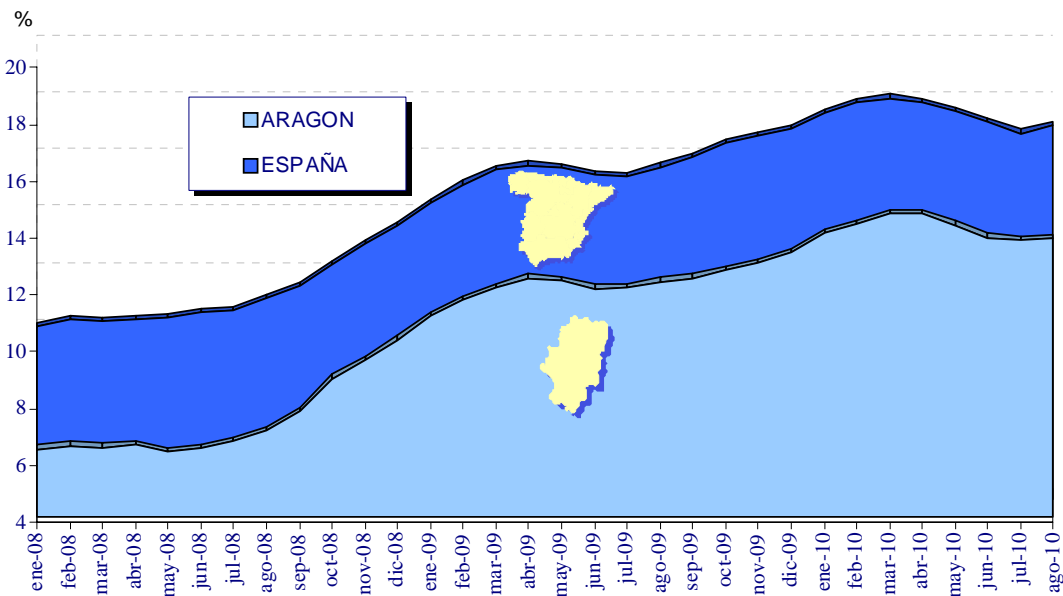 %
20
18
16
14
12
10
8
6
4
ARAGON
ESPAÑA
ene-08
feb-08
mar-08
abr-08
may-08
jun-08
jul-08
ago-08
sep-08
oct-08
nov-08
dic-08
ene-09
feb-09
mar-09
abr-09
may-09
jun-09
jul-09
ago-09
sep-09
oct-09
nov-09
dic-09
ene-10
feb-10
mar-10
abr-10
may-10
jun-10
jul-10
ago-10